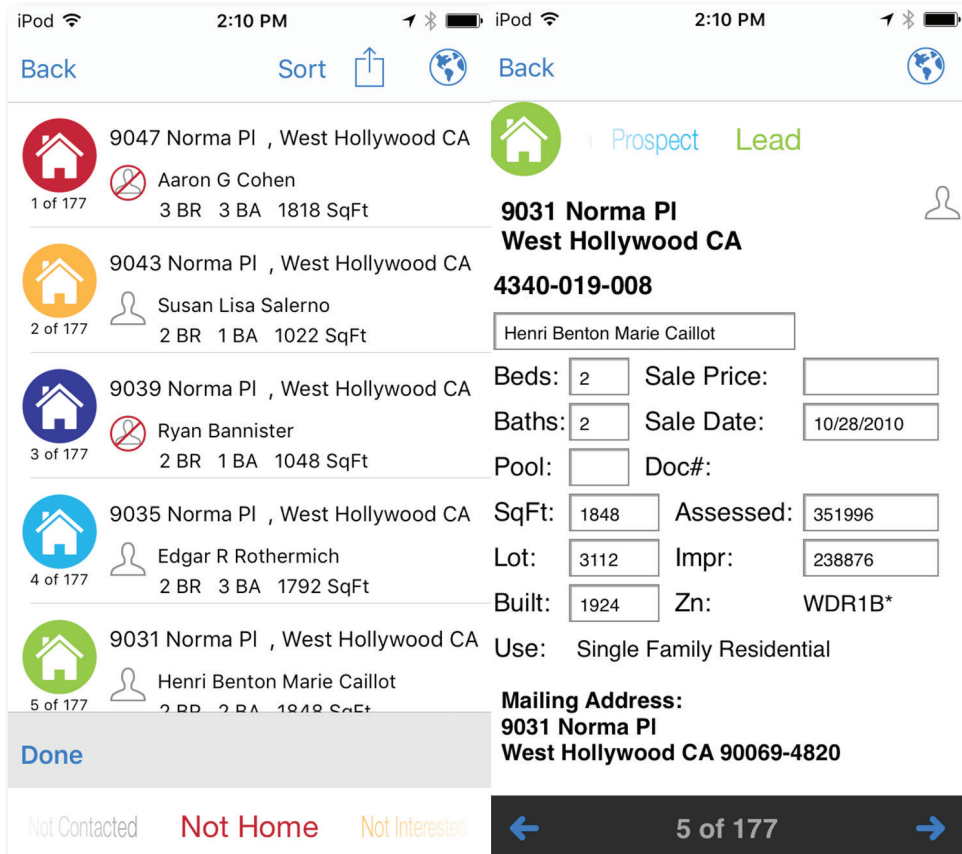 iPod 2:10 PM
Back Sort
9047 Norma Pl , West Hollywood CA
Aaron G Cohen
1 of 177
3 BR 3 BA 1818 SqFt
9043 Norma Pl , West Hollywood CA
Susan Lisa Salerno
2 of 177
2 BR 1 BA 1022 SqFt
9039 Norma Pl , West Hollywood CA
Ryan Bannister
3 of 177
2 BR 1 BA 1048 SqFt
9035 Norma Pl , West Hollywood CA
Edgar R Rothermich
4 of 177
2 BR 3 BA 1792 SqFt
9031 Norma Pl , West Hollywood CA
Henri Benton Marie Caillot
5 of 177
2 BR 2 BA 1848 SqFt
Done
Not Contacted Not Home Not Interested
iPod 2:10 PM
Back
Prospect Lead
9031 Norma Pl
West Hollywood CA
4340-019-008
Henri Benton Marie Caillot
Beds: 2 Sale Price:
Baths: 2 Sale Date: 10/28/2010
Pool: Doc#:
SqFt: 1848 Assessed: 351996
Lot: 3112 Impr: 238876
Built: 1924 Zn: WDR1B*
Use: Single Family Residential
Mailing Address:
9031 Norma Pl
West Hollywood CA 90069-4820
5 of 177